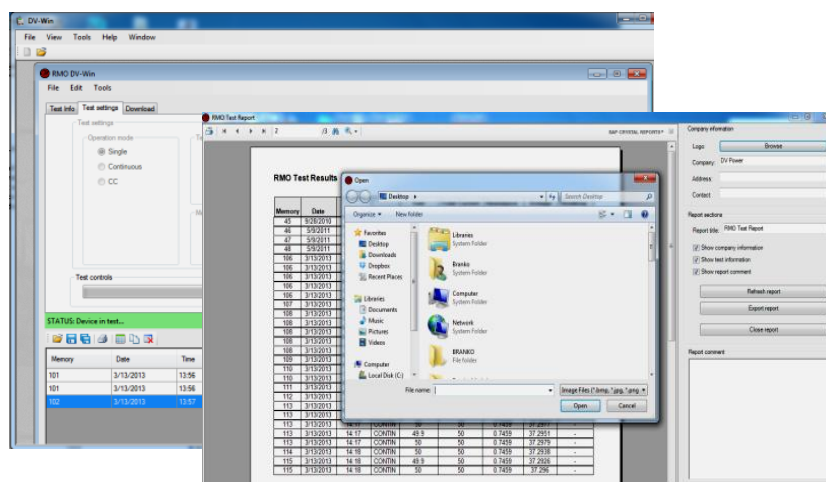 DV-Win
File View Tools Help Window
RMO DV-Win
File Edit Tools
Test info Test settings Download
Test settings
Operation mode
Single
Continuous
CC
Test controls
STATUS: Device in test...
Memory Date Time
101 3/13/2013 13:56
101 3/13/2013 13:56
102 3/13/2013 13:57
RMO Test Report
2 /3
SAP CRYSTAL REPORTS
RMO Test Results
Memory Date
45 9/28/2010
46 5/9/2011
47 5/9/2011
48 5/9/2011
106 3/13/2013
106 3/13/2013
106 3/13/2013
106 3/13/2013
106 3/13/2013
107 3/13/2013
108 3/13/2013
108 3/13/2013
108 3/13/2013
108 3/13/2013
108 3/13/2013
109 3/13/2013
110 3/13/2013
110 3/13/2013
111 3/13/2013
112 3/13/2013
113 3/13/2013
113 3/13/2013
113 3/13/2013 14:17 CONTIN 50 50 0.7459 37.2977 -
113 3/13/2013 14:17 CONTIN 49.9 50 0.7459 37.2951 -
113 3/13/2013 14:17 CONTIN 50 50 0.7459 37.2979 -
114 3/13/2013 14:18 CONTIN 50 50 0.7459 37.2938 -
115 3/13/2013 14:18 CONTIN 49.9 50 0.7459 37.2926 -
115 3/13/2013 14:18 CONTIN 50 50 0.7459 37.296 -
Open
Desktop
Search Desktop
Organize New folder
Favorites
Desktop
Downloads
Dropbox
Recent Places
Libraries
Documents
Music
Pictures
Videos
Computer
Local Disk (C:)
Libraries
System Folder
Branko
System Folder
Computer
System Folder
Network
System Folder
BRANKO
File folder
File name:
Image Files (*.bmp, *.jpg, *.png
Open Cancel
Company information
Logo: Browse
Company: DV Power
Address:
Contact:
Report sections
Report title: RMO Test Report
Show company information
Show test information
Show report comment
Refresh report
Export report
Close report
Report comment